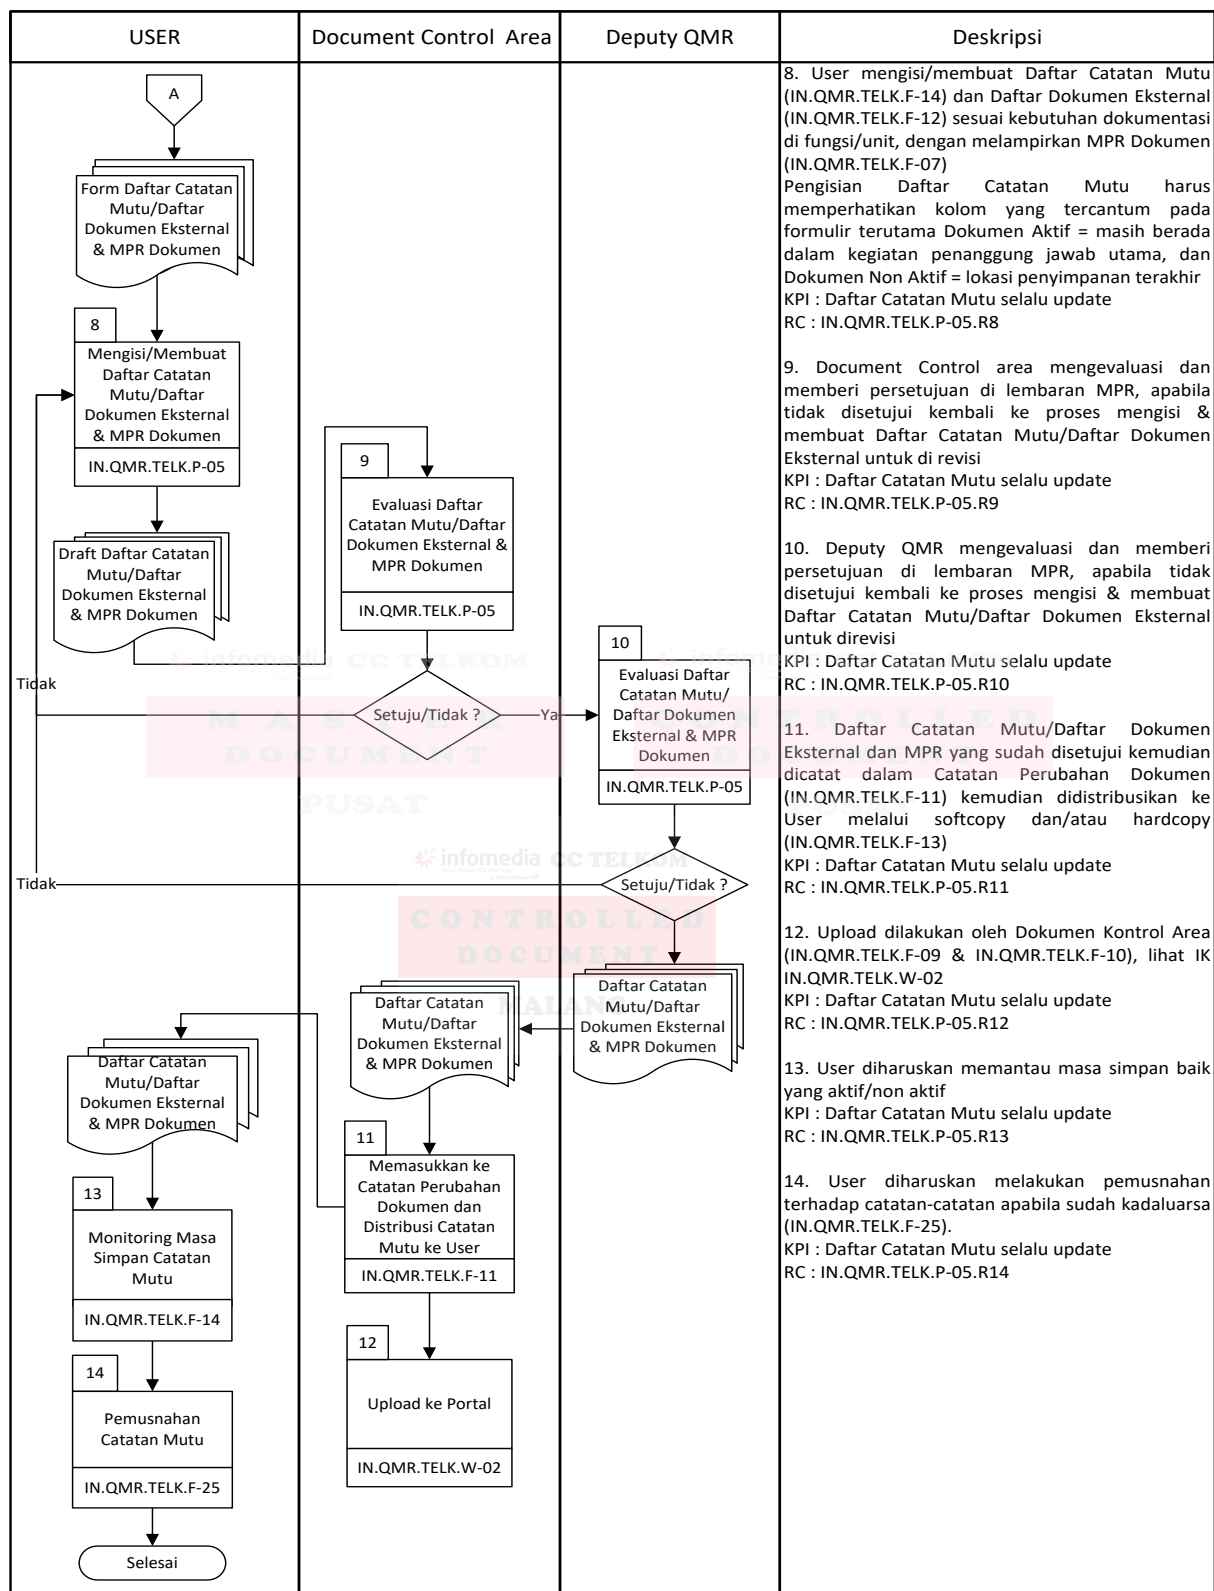 USER
Document Control Area
Deputy QMR
Deskripsi
A
Form Daftar Catatan
Mutu/Daftar
Dokumen Eksternal
& MPR Dokumen
8
Mengisi/Membuat
Daftar Catatan
Mutu/Daftar
Dokumen Eksternal
& MPR Dokumen
IN.QMR.TELK.P-05
Draft Daftar Catatan
Mutu/Daftar
Dokumen Eksternal
& MPR Dokumen
Tidak
Tidak
Daftar Catatan
Mutu/Daftar
Dokumen Eksternal
& MPR Dokumen
13
Monitoring Masa
Simpan Catatan
Mutu
IN.QMR.TELK.F-14
14
Pemusnahan
Catatan Mutu
IN.QMR.TELK.F-25
Selesai
9
Evaluasi Daftar
Catatan Mutu/Daftar
Dokumen Eksternal &
MPR Dokumen
IN.QMR.TELK.P-05
Setuju/Tidak ?
Ya
Daftar Catatan
Mutu/Daftar
Dokumen Eksternal
& MPR Dokumen
11
Memasukkan ke
Catatan Perubahan
Dokumen dan
Distribusi Catatan
Mutu ke User
IN.QMR.TELK.F-11
12
Upload ke Portal
IN.QMR.TELK.W-02
10
Evaluasi Daftar
Catatan Mutu/
Daftar Dokumen
Eksternal & MPR
Dokumen
IN.QMR.TELK.P-05
Setuju/Tidak ?
Daftar Catatan
Mutu/Daftar
Dokumen Eksternal
& MPR Dokumen
8. User mengisi/membuat Daftar Catatan Mutu
(IN.QMR.TELK.F-14) dan Daftar Dokumen Eksternal
(IN.QMR.TELK.F-12) sesuai kebutuhan dokumentasi
di fungsi/unit, dengan melampirkan MPR Dokumen
(IN.QMR.TELK.F-07)
Pengisian Daftar Catatan Mutu harus
memperhatikan kolom yang tercantum pada
formulir terutama Dokumen Aktif = masih berada
dalam kegiatan penanggung jawab utama, dan
Dokumen Non Aktif = lokasi penyimpanan terakhir
KPI : Daftar Catatan Mutu selalu update
RC : IN.QMR.TELK.P-05.R8
9. Document Control area mengevaluasi dan
memberi persetujuan di lembaran MPR, apabila
tidak disetujui kembali ke proses mengisi &
membuat Daftar Catatan Mutu/Daftar Dokumen
Eksternal untuk di revisi
KPI : Daftar Catatan Mutu selalu update
RC : IN.QMR.TELK.P-05.R9
10. Deputy QMR mengevaluasi dan memberi
persetujuan di lembaran MPR, apabila tidak
disetujui kembali ke proses mengisi & membuat
Daftar Catatan Mutu/Daftar Dokumen Eksternal
untuk direvisi
KPI : Daftar Catatan Mutu selalu update
RC : IN.QMR.TELK.P-05.R10
11. Daftar Catatan Mutu/Daftar Dokumen
Eksternal dan MPR yang sudah disetujui kemudian
dicatat dalam Catatan Perubahan Dokumen
(IN.QMR.TELK.F-11) kemudian didistribusikan ke
User melalui softcopy dan/atau hardcopy
(IN.QMR.TELK.F-13)
KPI : Daftar Catatan Mutu selalu update
RC : IN.QMR.TELK.P-05.R11
12. Upload dilakukan oleh Dokumen Kontrol Area
(IN.QMR.TELK.F-09 & IN.QMR.TELK.F-10), lihat IK
IN.QMR.TELK.W-02
KPI : Daftar Catatan Mutu selalu update
RC : IN.QMR.TELK.P-05.R12
13. User diharuskan memantau masa simpan baik
yang aktif/non aktif
KPI : Daftar Catatan Mutu selalu update
RC : IN.QMR.TELK.P-05.R13
14. User diharuskan melakukan pemusnahan
terhadap catatan-catatan apabila sudah kadaluarsa
(IN.QMR.TELK.F-25).
KPI : Daftar Catatan Mutu selalu update
RC : IN.QMR.TELK.P-05.R14
infomedia CC TELKOM
MASTER
DOCUMENT
PUSAT
infomedia CC TELKOM
CONTROLLED
DOCUMENT
PUSAT
infomedia CC TELKOM
CONTROLLED
DOCUMENT
MALANG